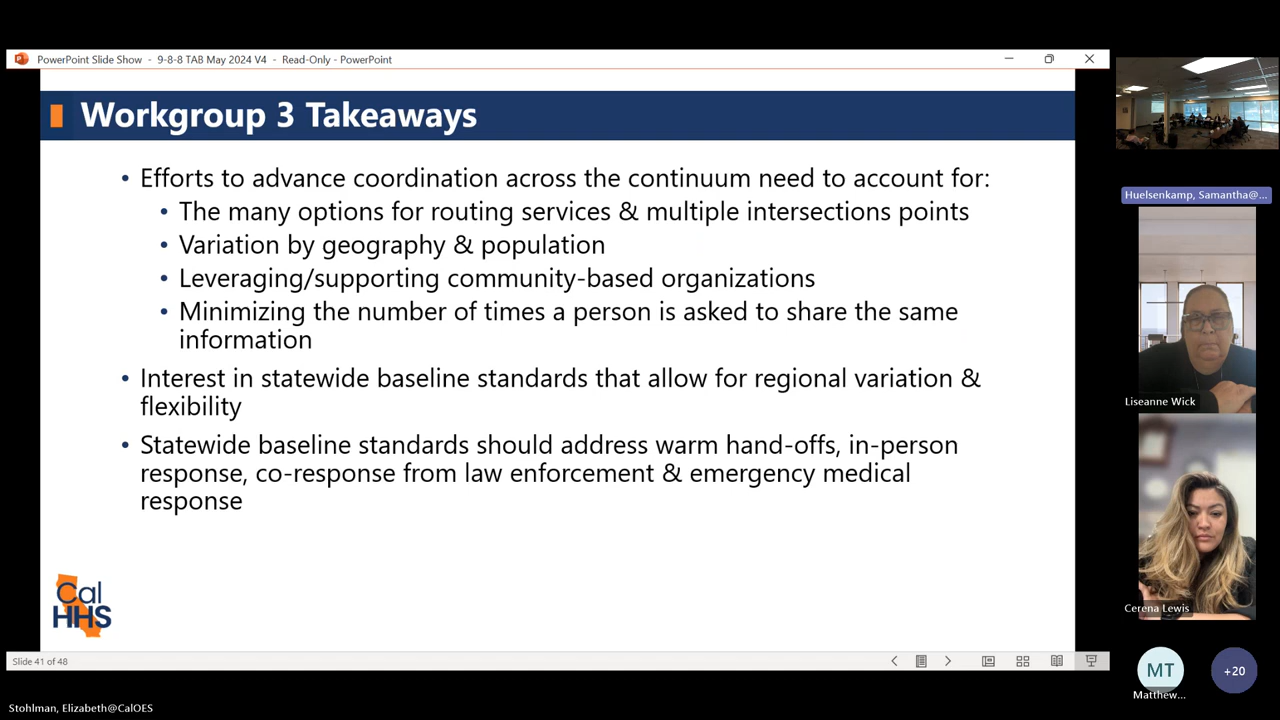 PowerPoint Slide Show - 9-8-8 TAB May 2024 V4 - Read-Only - PowerPoint
Workgroup 3 Takeaways
• Efforts to advance coordination across the continuum need to account for:
• The many options for routing services & multiple intersections points
• Variation by geography & population
• Leveraging/supporting community-based organizations
• Minimizing the number of times a person is asked to share the same
information
• Interest in statewide baseline standards that allow for regional variation &
flexibility
• Statewide baseline standards should address warm hand-offs, in-person
response, co-response from law enforcement & emergency medical
response
Cal
HHS
Slide 41 of 48
Huelsenkamp, Samantha@...
Liseanne Wick
Cerena Lewis
MT
Matthew...
+20
Stohlman, Elizabeth@CalOES